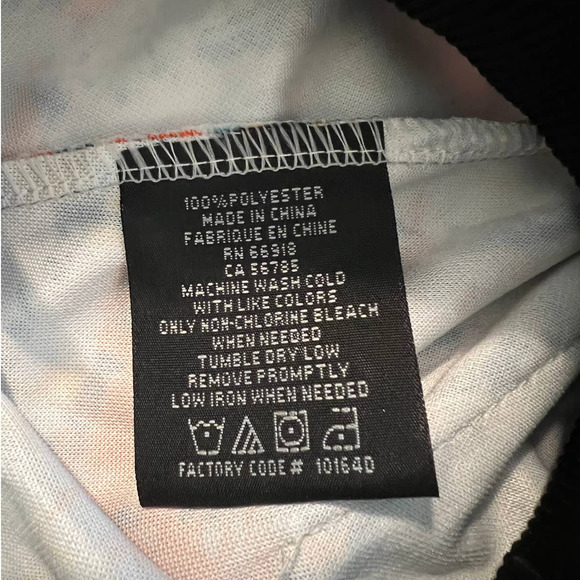 100%POLYESTER
MADE IN CHINA
FABRIQUE EN CHINE
RN 66918
CA 56785
MACHINE WASH COLD
WITH LIKE COLORS
ONLY NON-CHLORINE BLEACH
WHEN NEEDED
TUMBLE DRY LOW
REMOVE PROMPTLY
LOW IRON WHEN NEEDED
FACTORY CODE# 10164D